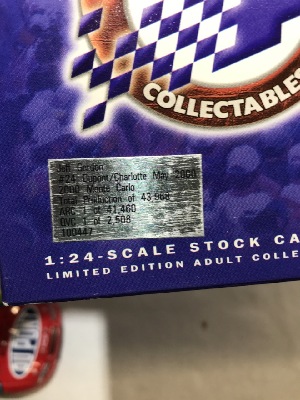 COLLECTABLES
Jeff Gordon
#24 Dupont/Charlotte May 2000
2000 Monte Carlo
Total Production of 43,968
ARC 1 of 41,460
QVC 1 of 2,508
100447
1:24-SCALE STOCK CA
LIMITED EDITION ADULT COLLE